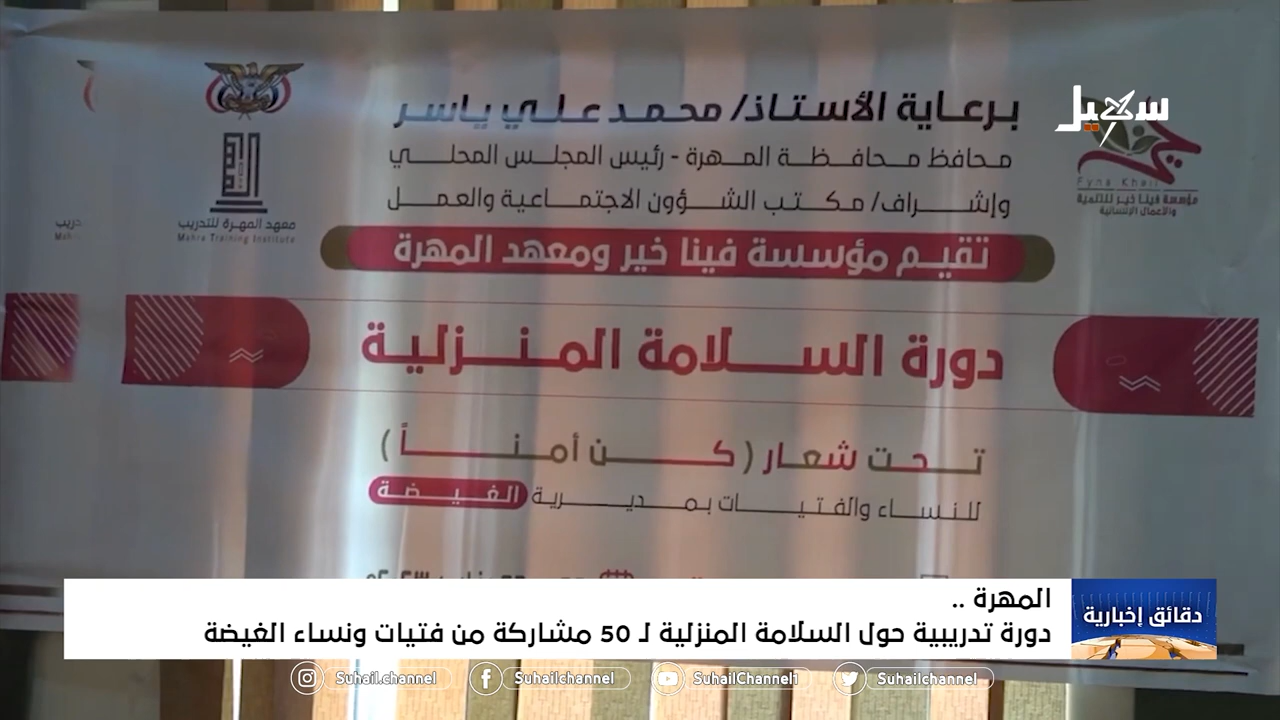 سهيل
برعاية الأستاذ/ محمد علي ياسر
محافظ محافظة المهرة - رئيس المجلس المحلي
وإشراف/ مكتب الشؤون الاجتماعية والعمل
تقيم مؤسسة فينا خير ومعهد المهرة
دورة السلامة المنزلية
تحت شعار ( كن أمناً )
للنساء والفتيات بمديرية الغيضة
Fyna Khair
مؤسسة فينا خير للتنمية
والأعمال الإنسانية
معهد المهرة للتدريب
Mahra Training Institute
دريب
Mah
دقائق إخبارية
المهرة ..
دورة تدريبية حول السلامة المنزلية لـ 50 مشاركة من فتيات ونساء الغيضة
Suhail.channel
Suhailchannel
SuhailChannel1
Suhailchannel